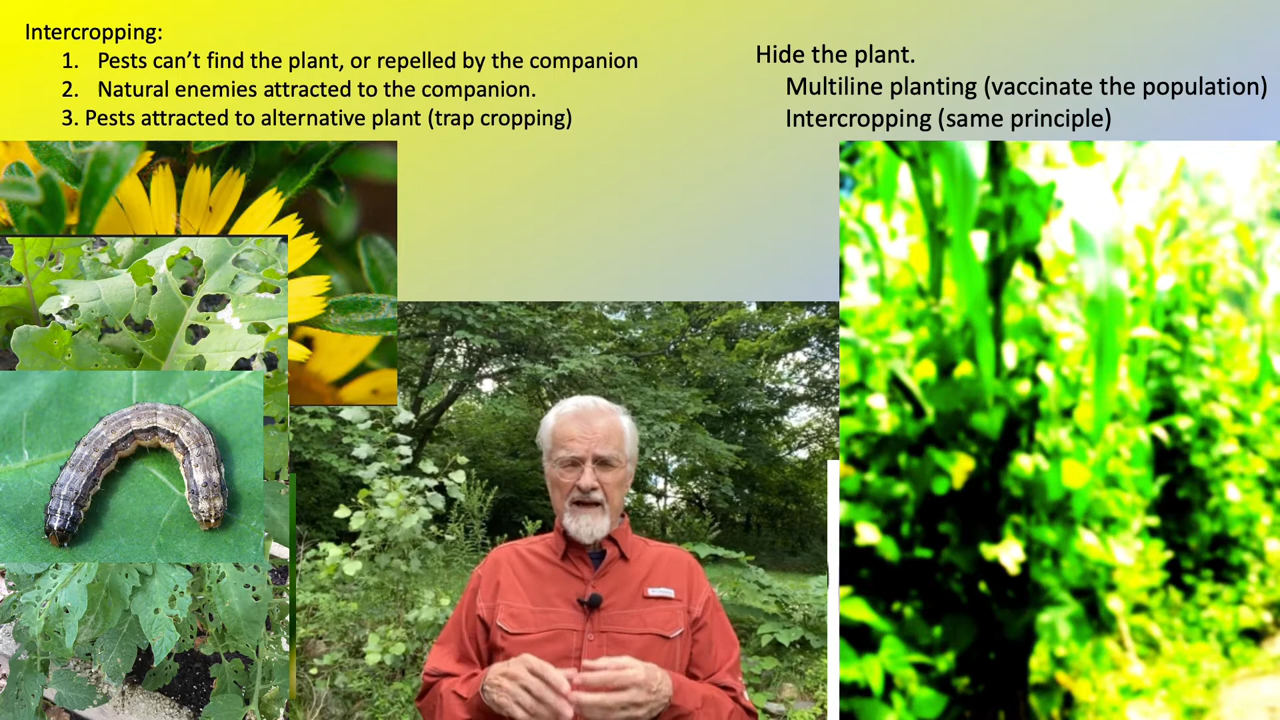 Intercropping:
1. Pests can't find the plant, or repelled by the companion
2. Natural enemies attracted to the companion.
3. Pests attracted to alternative plant (trap cropping)
Hide the plant.
Multiline planting (vaccinate the population)
Intercropping (same principle)